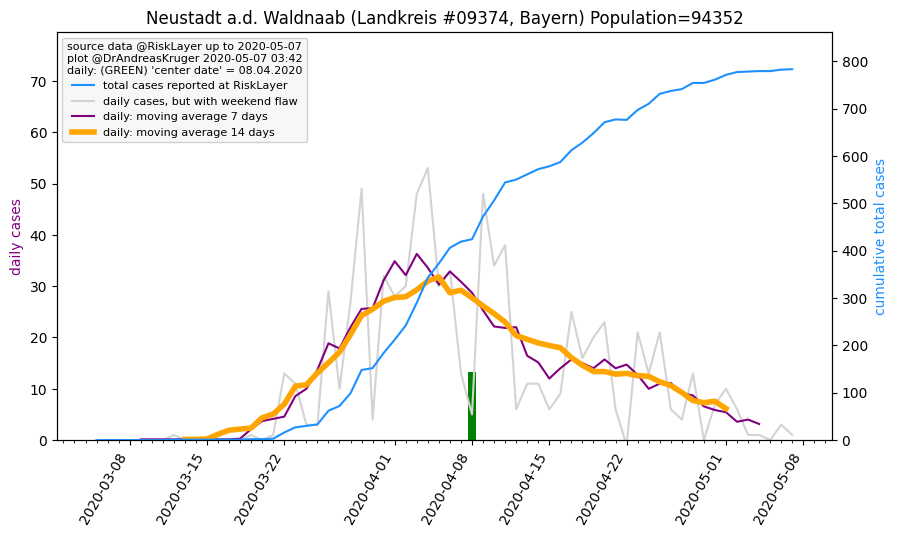 Neustadt a.d. Waldnaab (Landkreis #09374, Bayern) Population=94352
source data @RiskLayer up to 2020-05-07
plot @DrAndreasKruger 2020-05-07 03:42
daily: (GREEN) 'center date' = 08.04.2020
total cases reported at RiskLayer
daily cases, but with weekend flaw
daily: moving average 7 days
daily: moving average 14 days
daily cases
70
60
50
40
30
20
10
0
800
700
600
500
400
300
200
100
0
cumulative total cases
2020-03-08
2020-03-15
2020-03-22
2020-04-01
2020-04-08
2020-04-15
2020-04-22
2020-05-01
2020-05-08